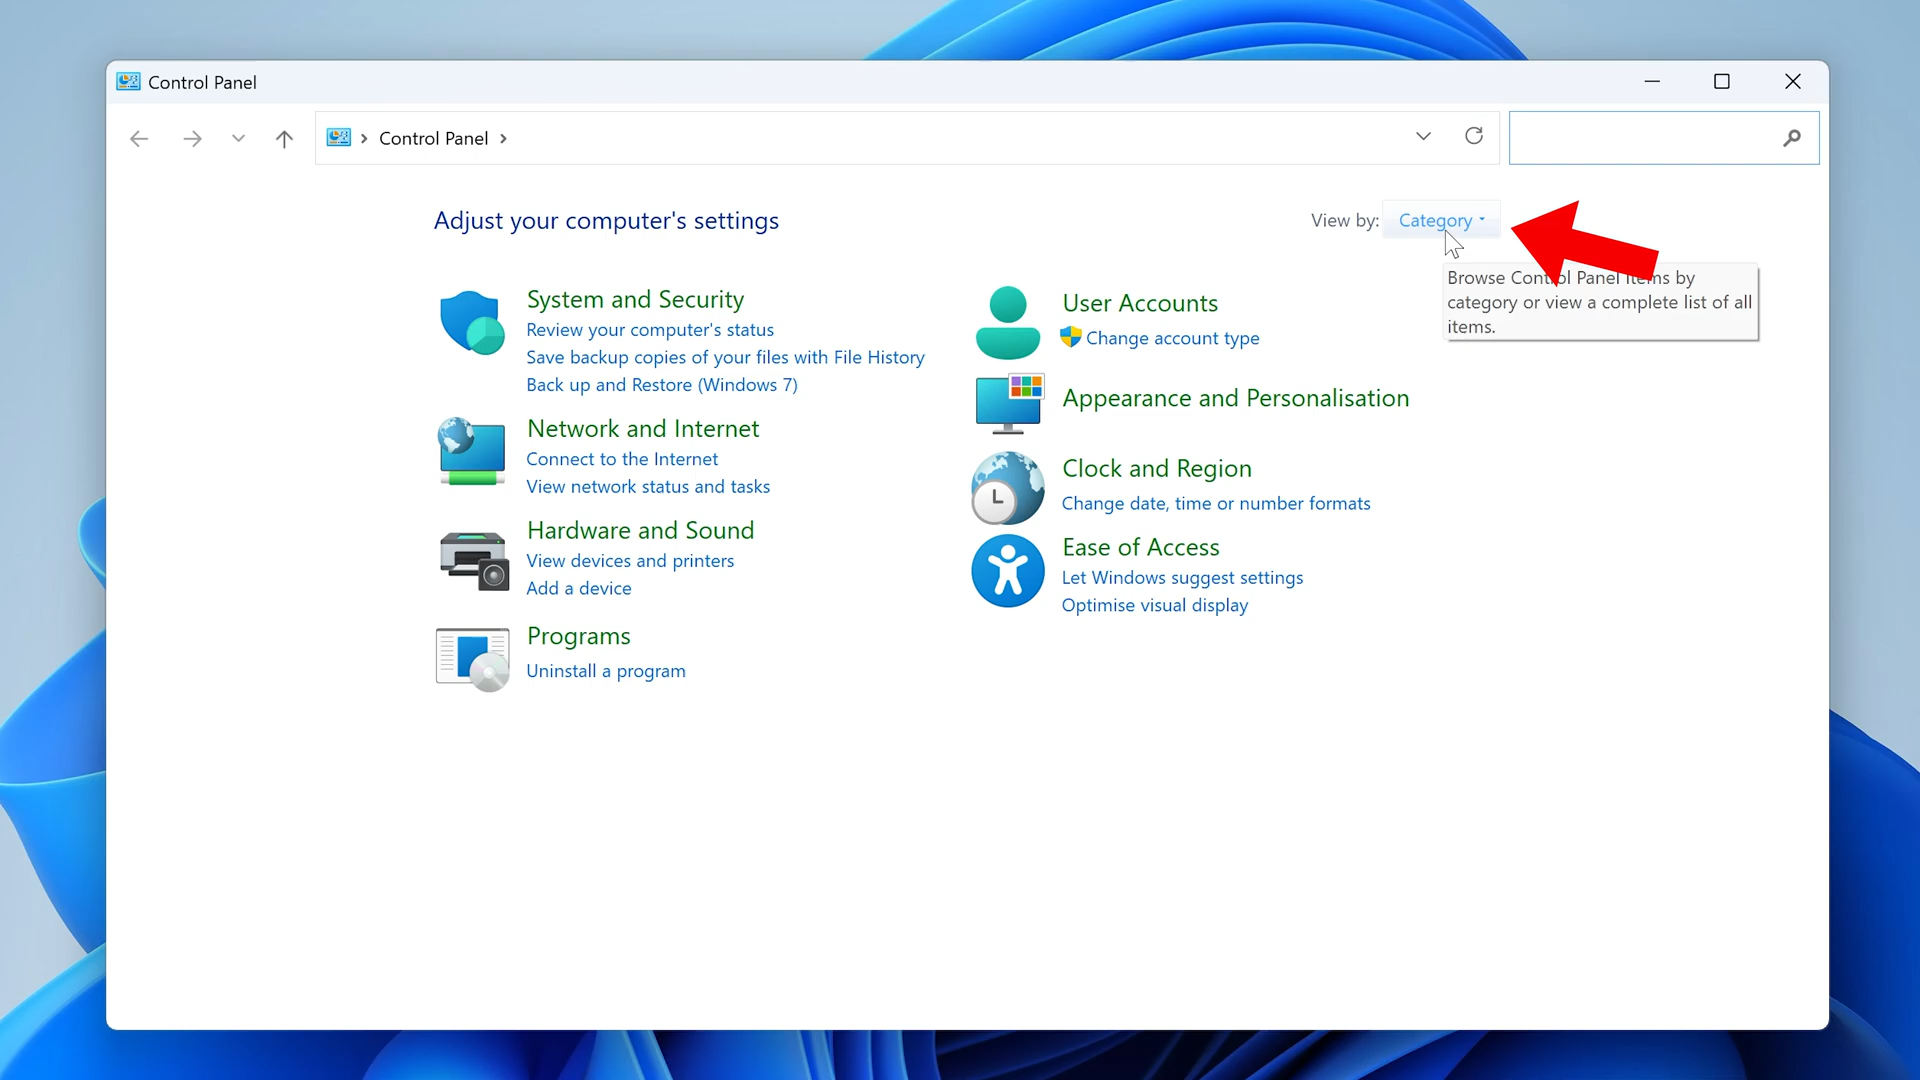 Control Panel
Control Panel
Adjust your computer's settings
View by: Category
Browse Control Panel items by
category or view a complete list of all
items.
System and Security
Review your computer's status
Save backup copies of your files with File History
Back up and Restore (Windows 7)
Network and Internet
Connect to the Internet
View network status and tasks
Hardware and Sound
View devices and printers
Add a device
Programs
Uninstall a program
User Accounts
Change account type
Appearance and Personalisation
Clock and Region
Change date, time or number formats
Ease of Access
Let Windows suggest settings
Optimise visual display